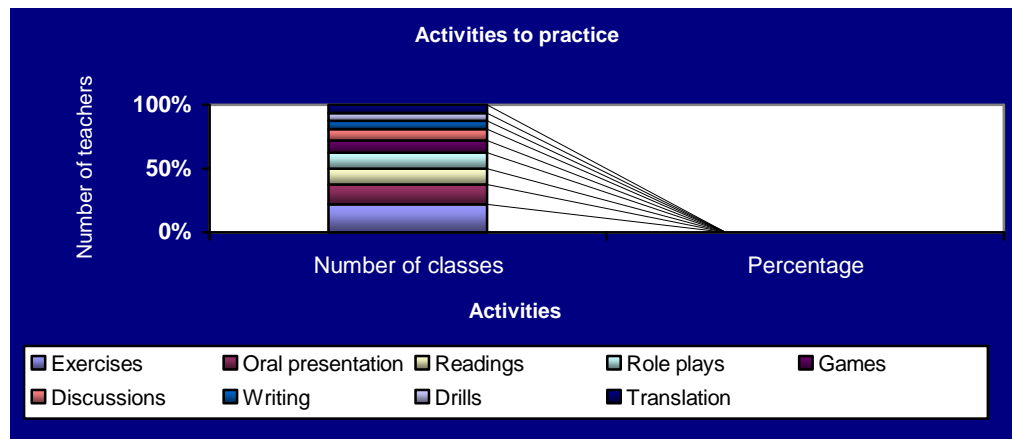 Activities to practice
Number of teachers
100%
50%
0%
Number of classes Percentage
Activities
Exercises Oral presentation Readings Role plays Games
Discussions Writing Drills Translation